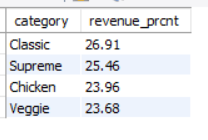 category revenue_prcnt
Classic 26.91
Supreme 25.46
Chicken 23.96
Veggie 23.68